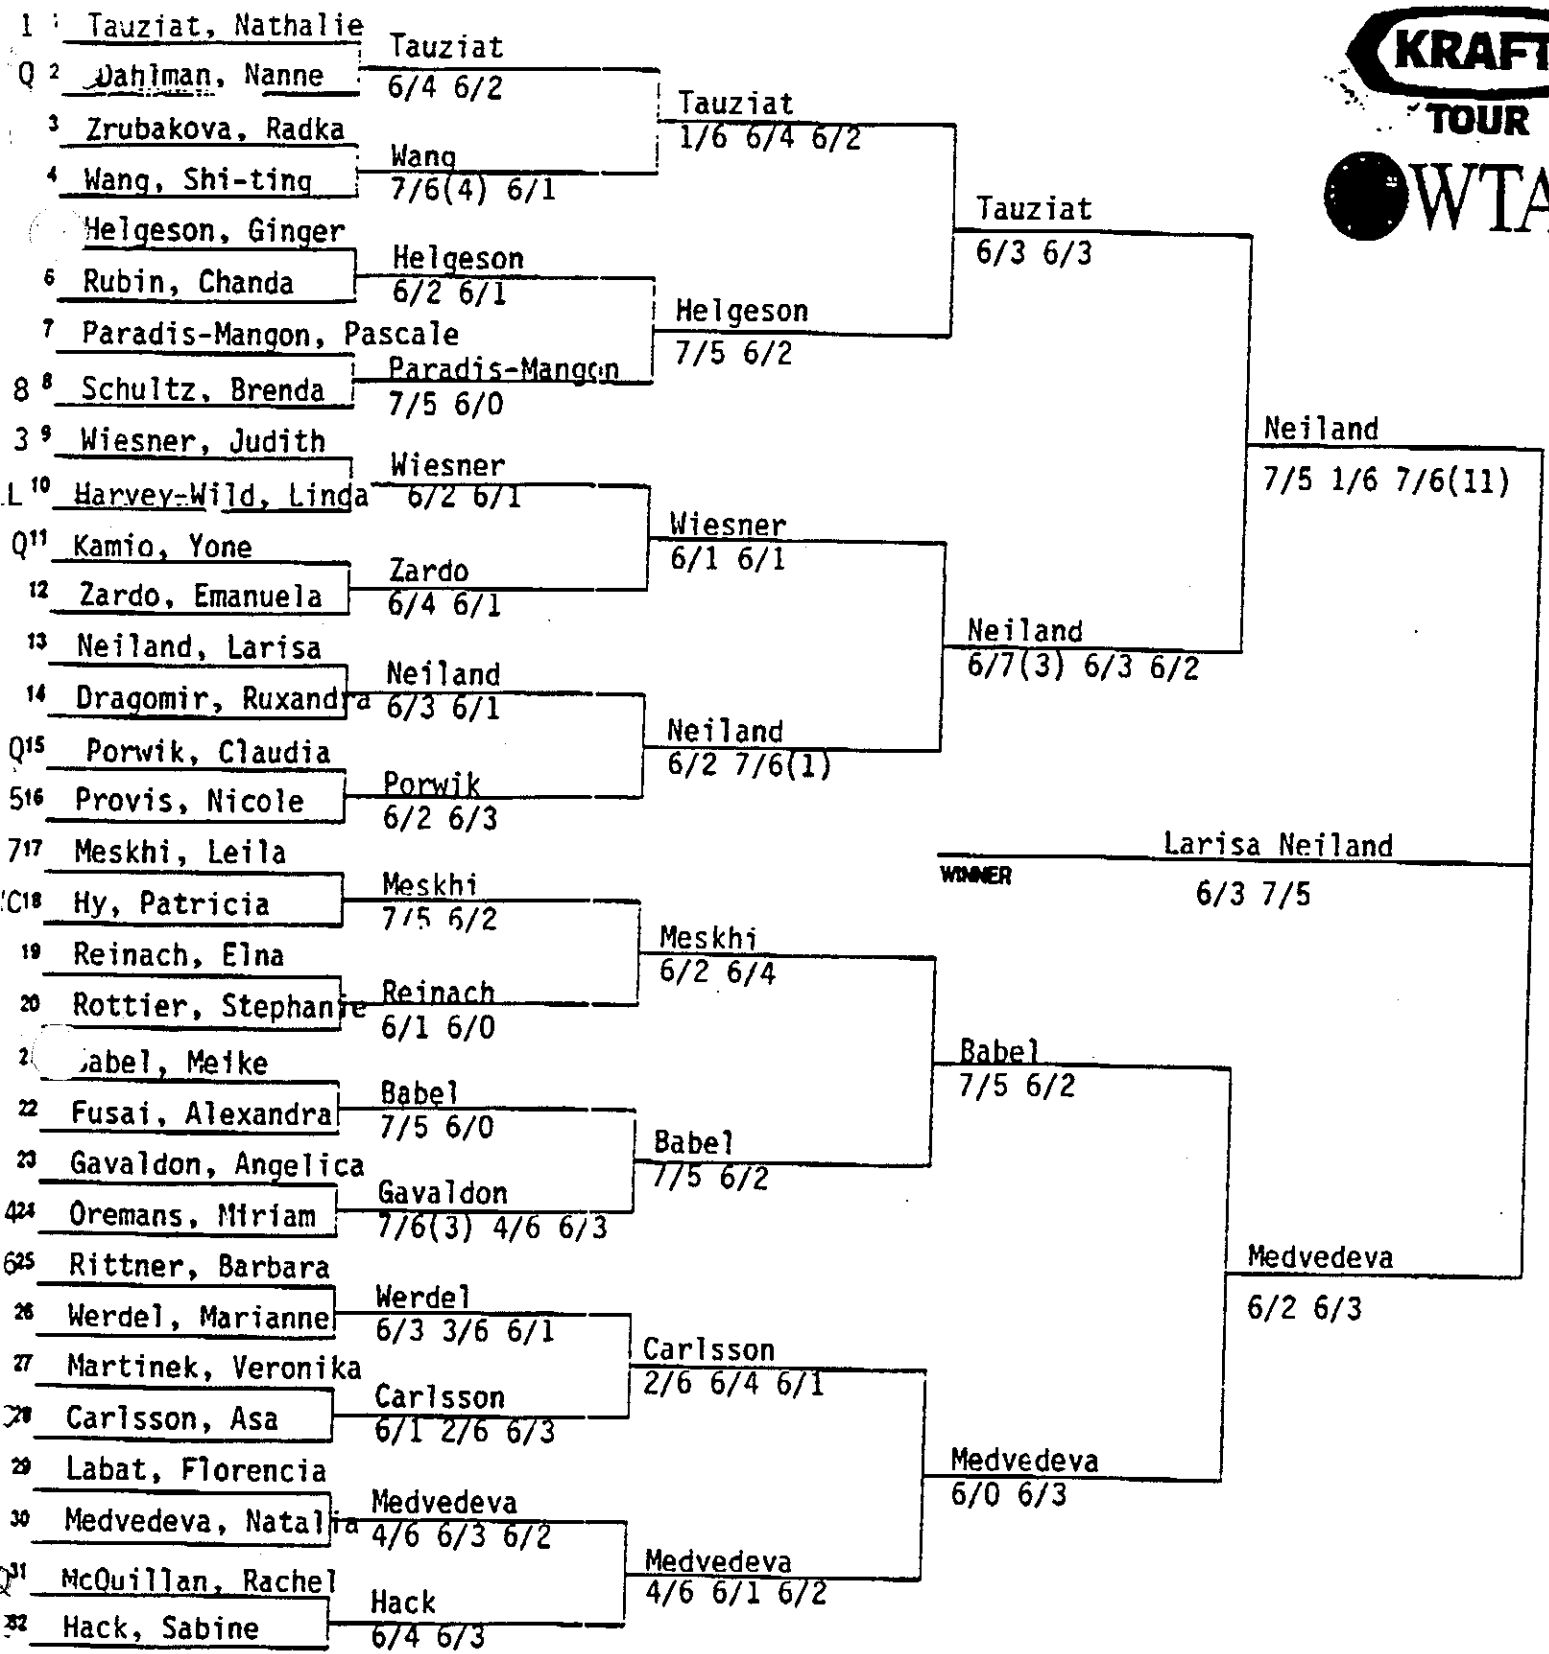 1 Tauziat, Nathalie
Q 2 Dahlman, Nanne
3 Zrubakova, Radka
4 Wang, Shi-ting
Helgeson, Ginger
6 Rubin, Chanda
7 Paradis-Mangon, Pascale
8 8 Schultz, Brenda
3 9 Wiesner, Judith
L 10 Harvey-Wild, Linda
Q 11 Kamio, Yone
12 Zardo, Emanuela
13 Neiland, Larisa
14 Dragomir, Ruxandra
Q 15 Porwik, Claudia
5 16 Provis, Nicole
7 17 Meskhi, Leila
C 18 Hy, Patricia
19 Reinach, Elna
20 Rottier, Stephanie
2 abel, Meike
22 Fusai, Alexandra
23 Gavaldon, Angelica
4 24 Oremans, Miriam
6 25 Rittner, Barbara
26 Werdel, Marianne
27 Martinek, Veronika
28 Carlsson, Asa
29 Labat, Florencia
30 Medvedeva, Natalia
31 McQuillan, Rachel
32 Hack, Sabine
Tauziat
6/4 6/2
Wang
7/6(4) 6/1
Helgeson
6/2 6/1
Paradis-Mangon
7/5 6/0
Wiesner
6/2 6/1
Zardo
6/4 6/1
Neiland
6/3 6/1
Porwik
6/2 6/3
Meskhi
7/5 6/2
Reinach
6/1 6/0
Babel
7/5 6/0
Gavaldon
7/6(3) 4/6 6/3
Werdel
6/3 3/6 6/1
Carlsson
6/1 2/6 6/3
Medvedeva
4/6 6/3 6/2
Hack
6/4 6/3
Tauziat
1/6 6/4 6/2
Helgeson
7/5 6/2
Wiesner
6/1 6/1
Neiland
6/2 7/6(1)
Meskhi
6/2 6/4
Babel
7/5 6/2
Carlsson
2/6 6/4 6/1
Medvedeva
4/6 6/1 6/2
Tauziat
6/3 6/3
Neiland
6/7(3) 6/3 6/2
Babel
7/5 6/2
Medvedeva
6/0 6/3
Neiland
7/5 1/6 7/6(11)
Medvedeva
6/2 6/3
Larisa Neiland
WINNER
6/3 7/5
KRAFT
TOUR
WTA